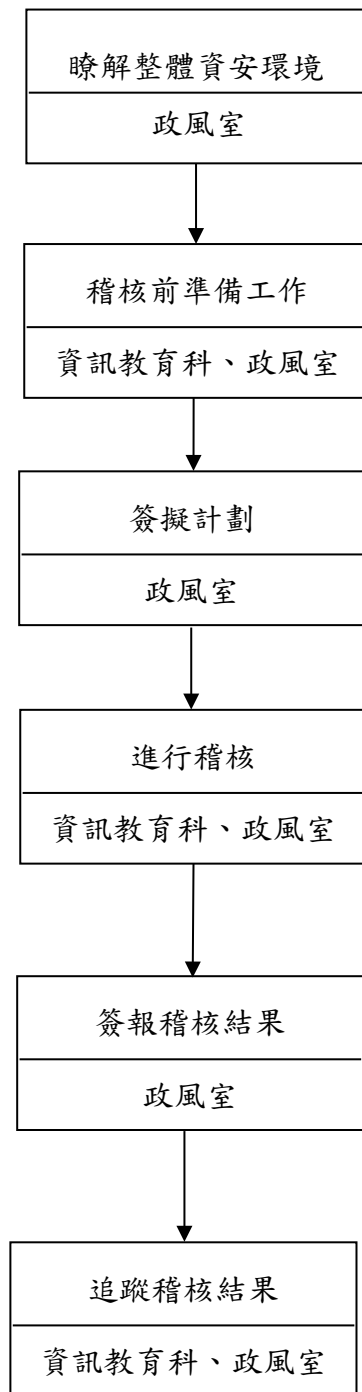 瞭解整體資安環境
政風室
稽核前準備工作
資訊教育科、政風室
簽擬計劃
政風室
進行稽核
資訊教育科、政風室
簽報稽核結果
政風室
追蹤稽核結果
資訊教育科、政風室